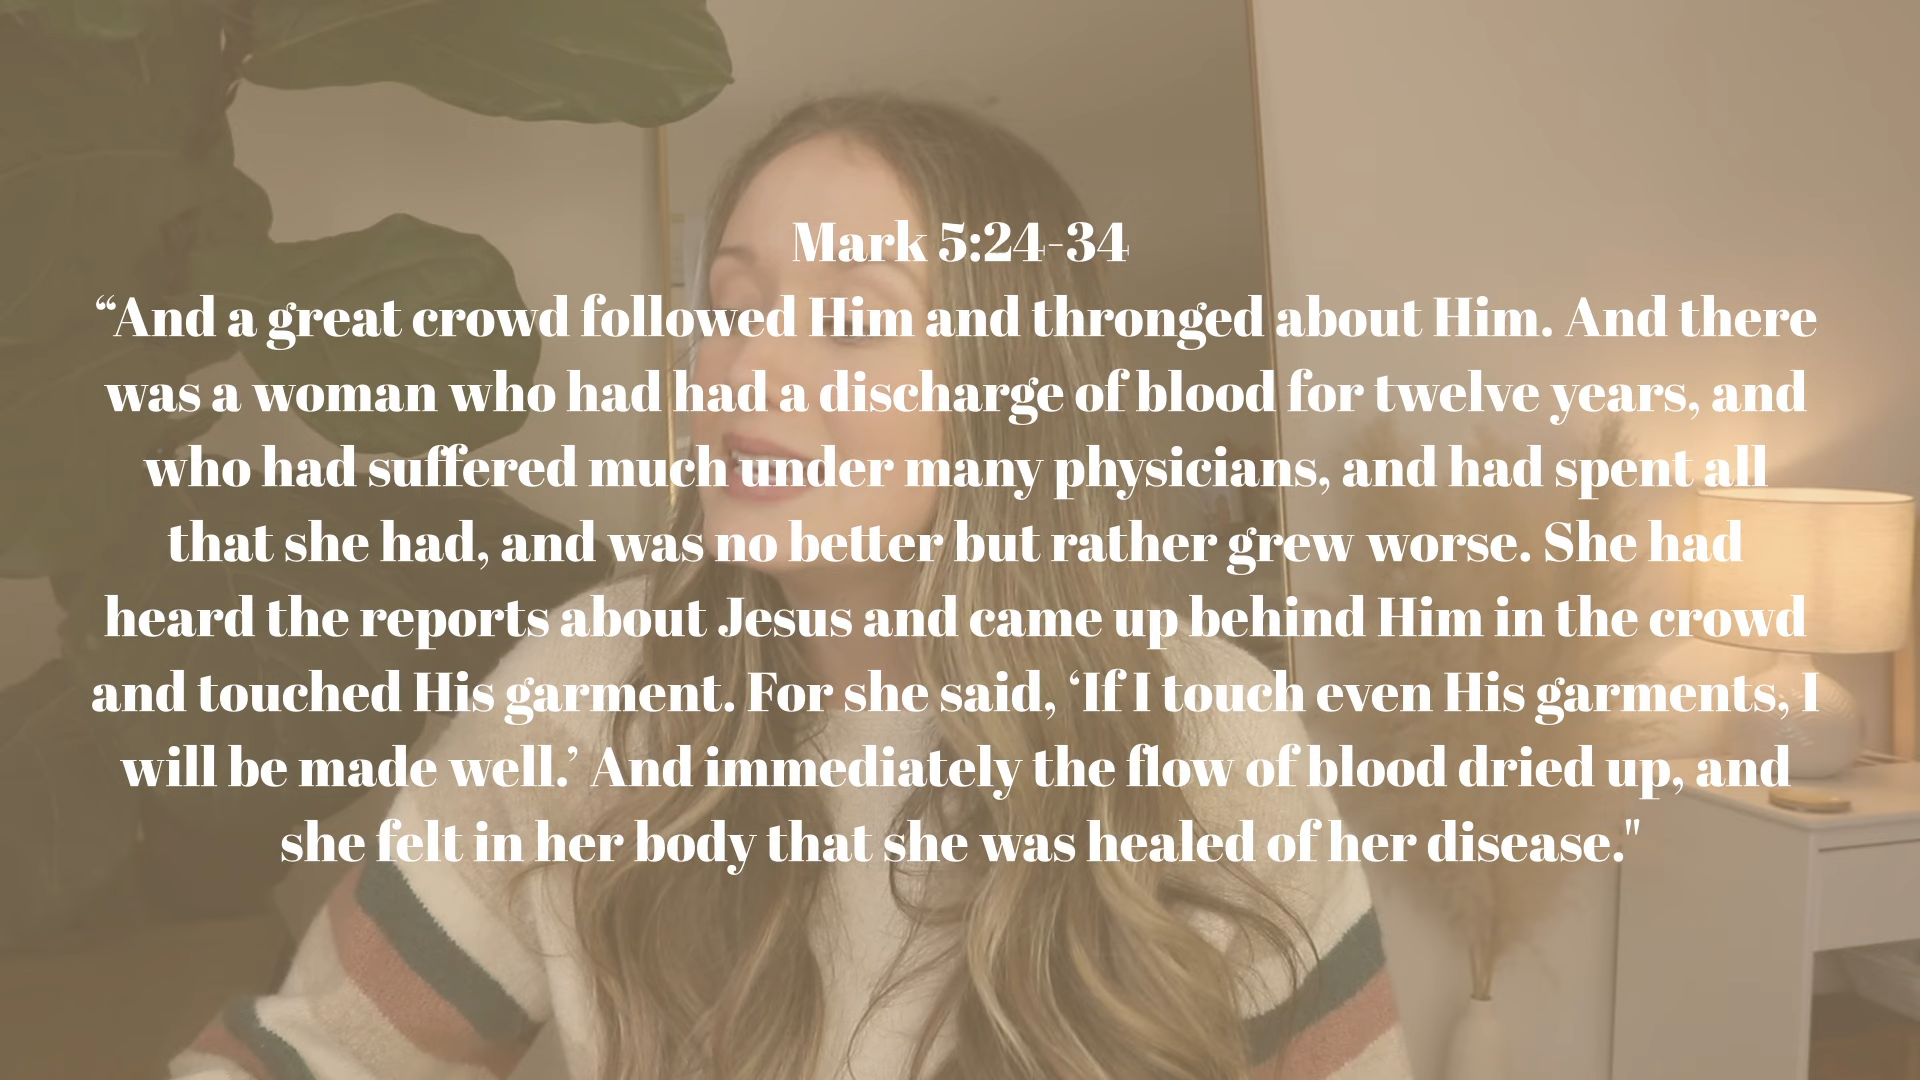 Mark 5:24-34
“And a great crowd followed Him and thronged about Him. And there
was a woman who had had a discharge of blood for twelve years, and
who had suffered much under many physicians, and had spent all
that she had, and was no better but rather grew worse. She had
heard the reports about Jesus and came up behind Him in the crowd
and touched His garment. For she said, ‘If I touch even His garments, I
will be made well.’ And immediately the flow of blood dried up, and
she felt in her body that she was healed of her disease."